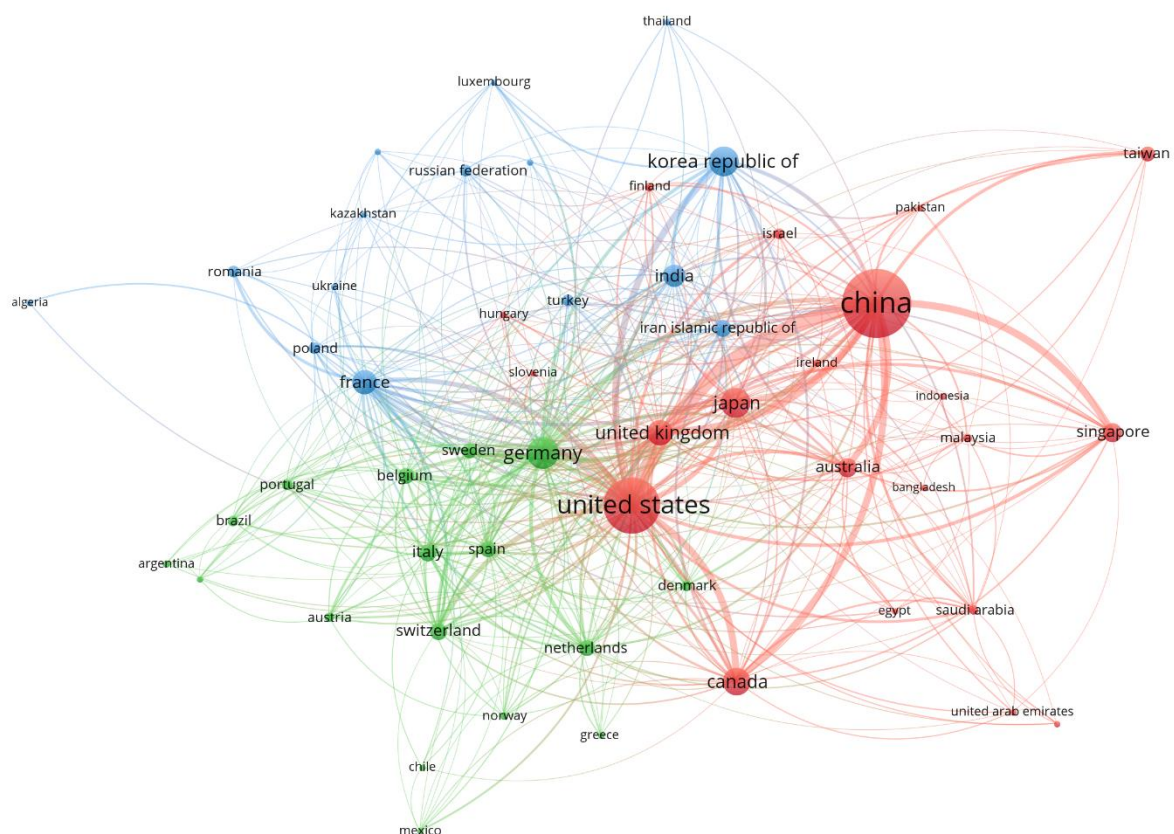 thailand
luxembourg
korea republic of
taiwan
russian federation
finland
pakistan
kazakhstan
israel
romania
india
ukraine
algeria
turkey
china
hungary
iran islamic republic of
poland
slovenia
ireland
france
indonesia
japan
united kingdom
malaysia
singapore
sweden
germany
australia
belgium
portugal
bangladesh
united states
brazil
italy
spain
argentina
denmark
austria
egypt
saudi arabia
switzerland
netherlands
canada
norway
united arab emirates
greece
chile
mexico